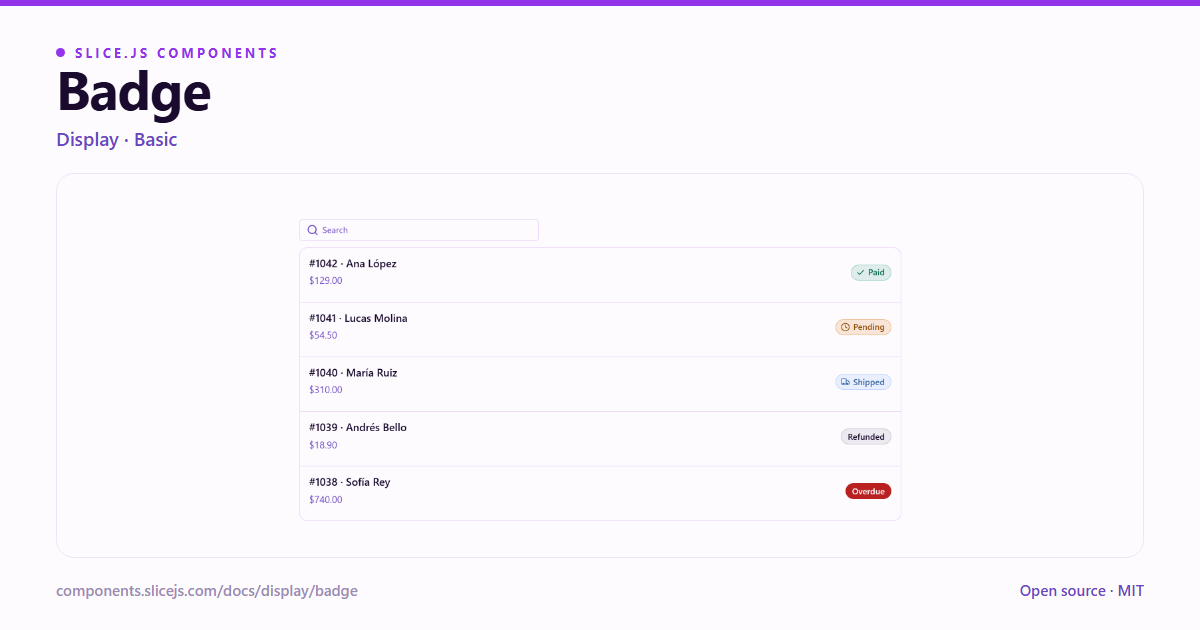 SLICE.JS COMPONENTS
Badge
Display · Basic
Search
#1042 · Ana López
$129.00
Paid
#1041 · Lucas Molina
$54.50
Pending
#1040 · María Ruiz
$310.00
Shipped
#1039 · Andrés Bello
$18.90
Refunded
#1038 · Sofía Rey
$740.00
Overdue
components.slicejs.com/docs/display/badge
Open source · MIT